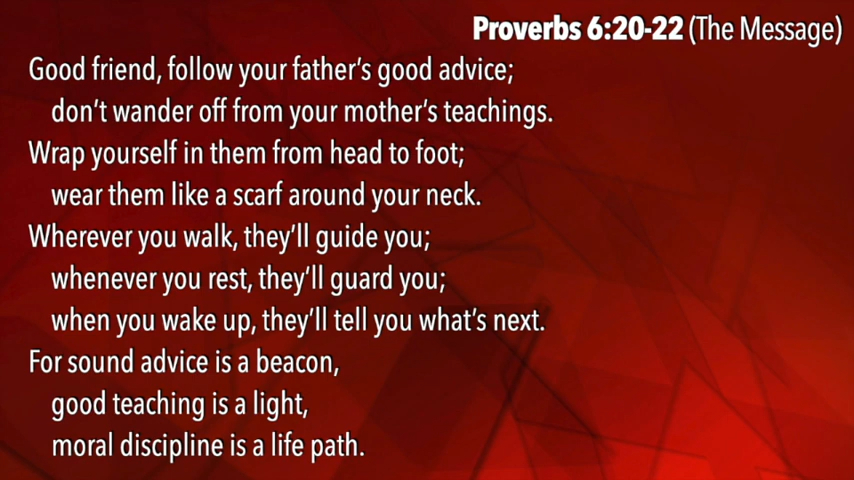 Proverbs 6:20-22 (The Message)
Good friend, follow your father's good advice;
don't wander off from your mother's teachings.
Wrap yourself in them from head to foot;
wear them like a scarf around your neck.
Wherever you walk, they'll guide you;
whenever you rest, they'll guard you;
when you wake up, they'll tell you what's next.
For sound advice is a beacon,
good teaching is a light,
moral discipline is a life path.